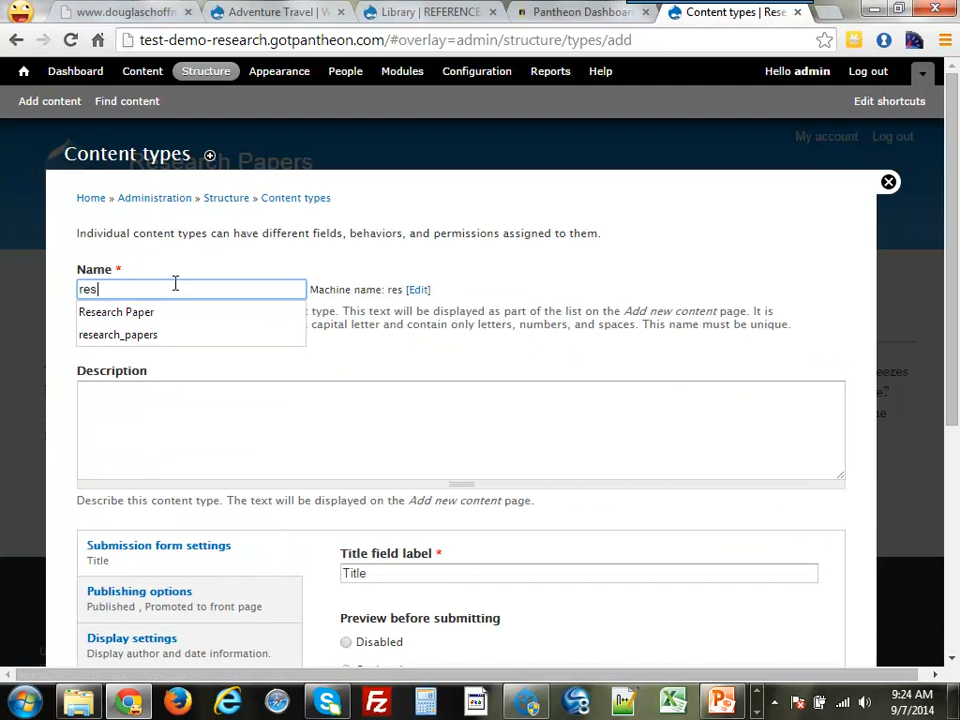 www.douglaschoffn
Adventure Travel | W
Library | REFERENCE
Pantheon Dashboar
Content types | Rese
test-demo-research.gotpantheon.com/#overlay=admin/structure/types/add
Dashboard Content Structure Appearance People Modules Configuration Reports Help Hello admin Log out
Add content Find content Edit shortcuts
My account Log out
Research Papers
Content types
Home » Administration » Structure » Content types
Individual content types can have different fields, behaviors, and permissions assigned to them.
Name *
res Machine name: res [Edit]
Research Paper
t type. This text will be displayed as part of the list on the Add new content page. It is
capital letter and contain only letters, numbers, and spaces. This name must be unique.
research_papers
Description
eezes
e?
ue
Describe this content type. The text will be displayed on the Add new content page.
Submission form settings
Title
Publishing options
Published , Promoted to front page
Display settings
Display author and date information.
Title field label *
Title
Preview before submitting
Disabled
9:24 AM
9/7/2014